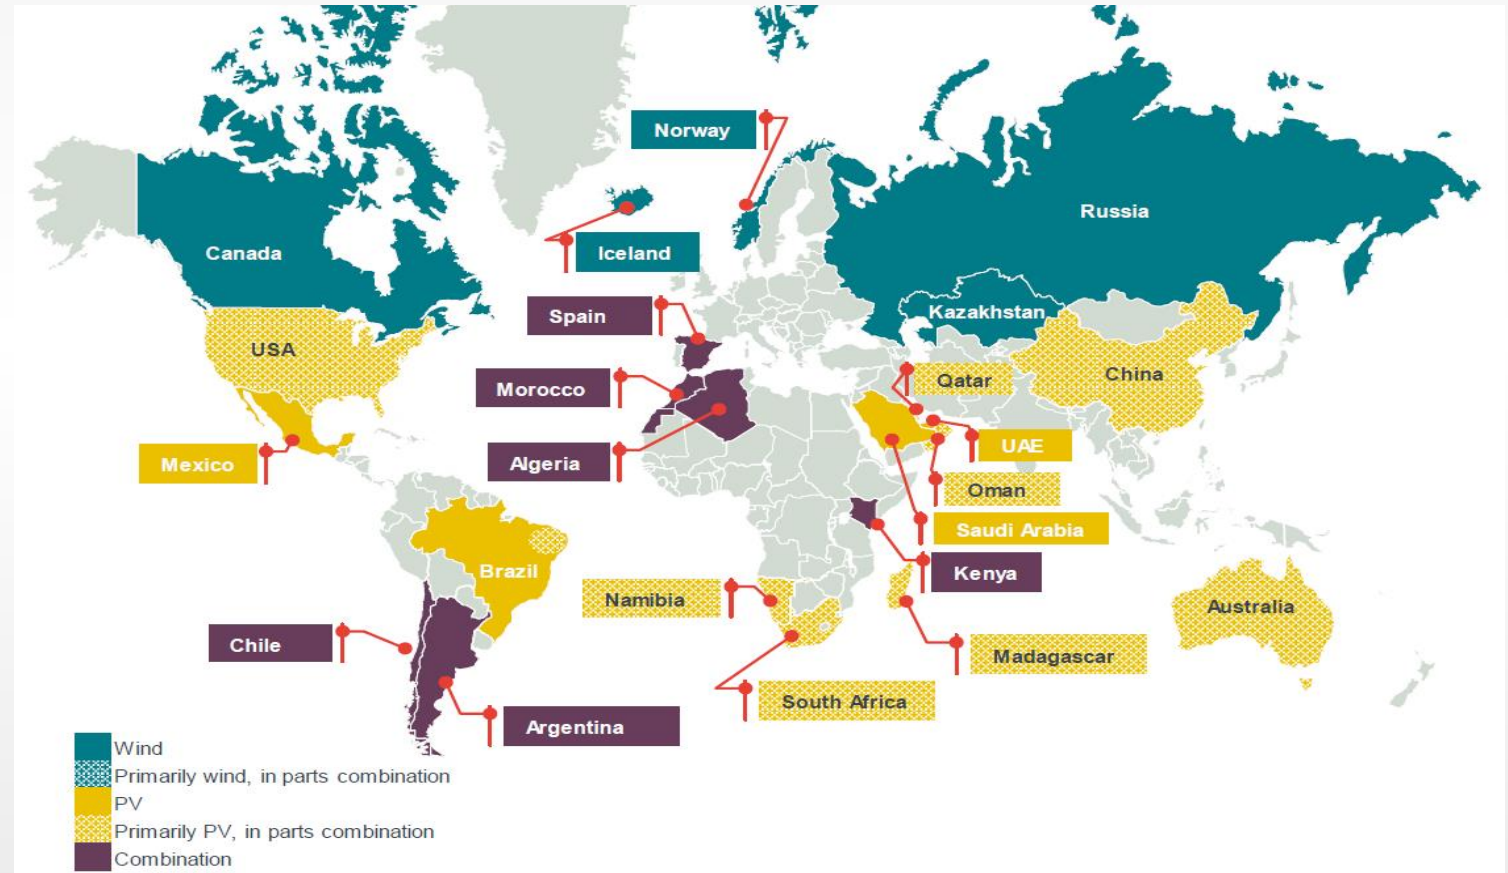 Norway
Russia
Canada
Iceland
Kazakhstan
Spain
USA
China
Qatar
Morocco
UAE
Algeria
Mexico
Oman
Saudi Arabia
Brazil
Kenya
Namibia
Australia
Chile
Madagascar
South Africa
Argentina
Wind
Primarily wind, in parts combination
PV
Primarily PV, in parts combination
Combination